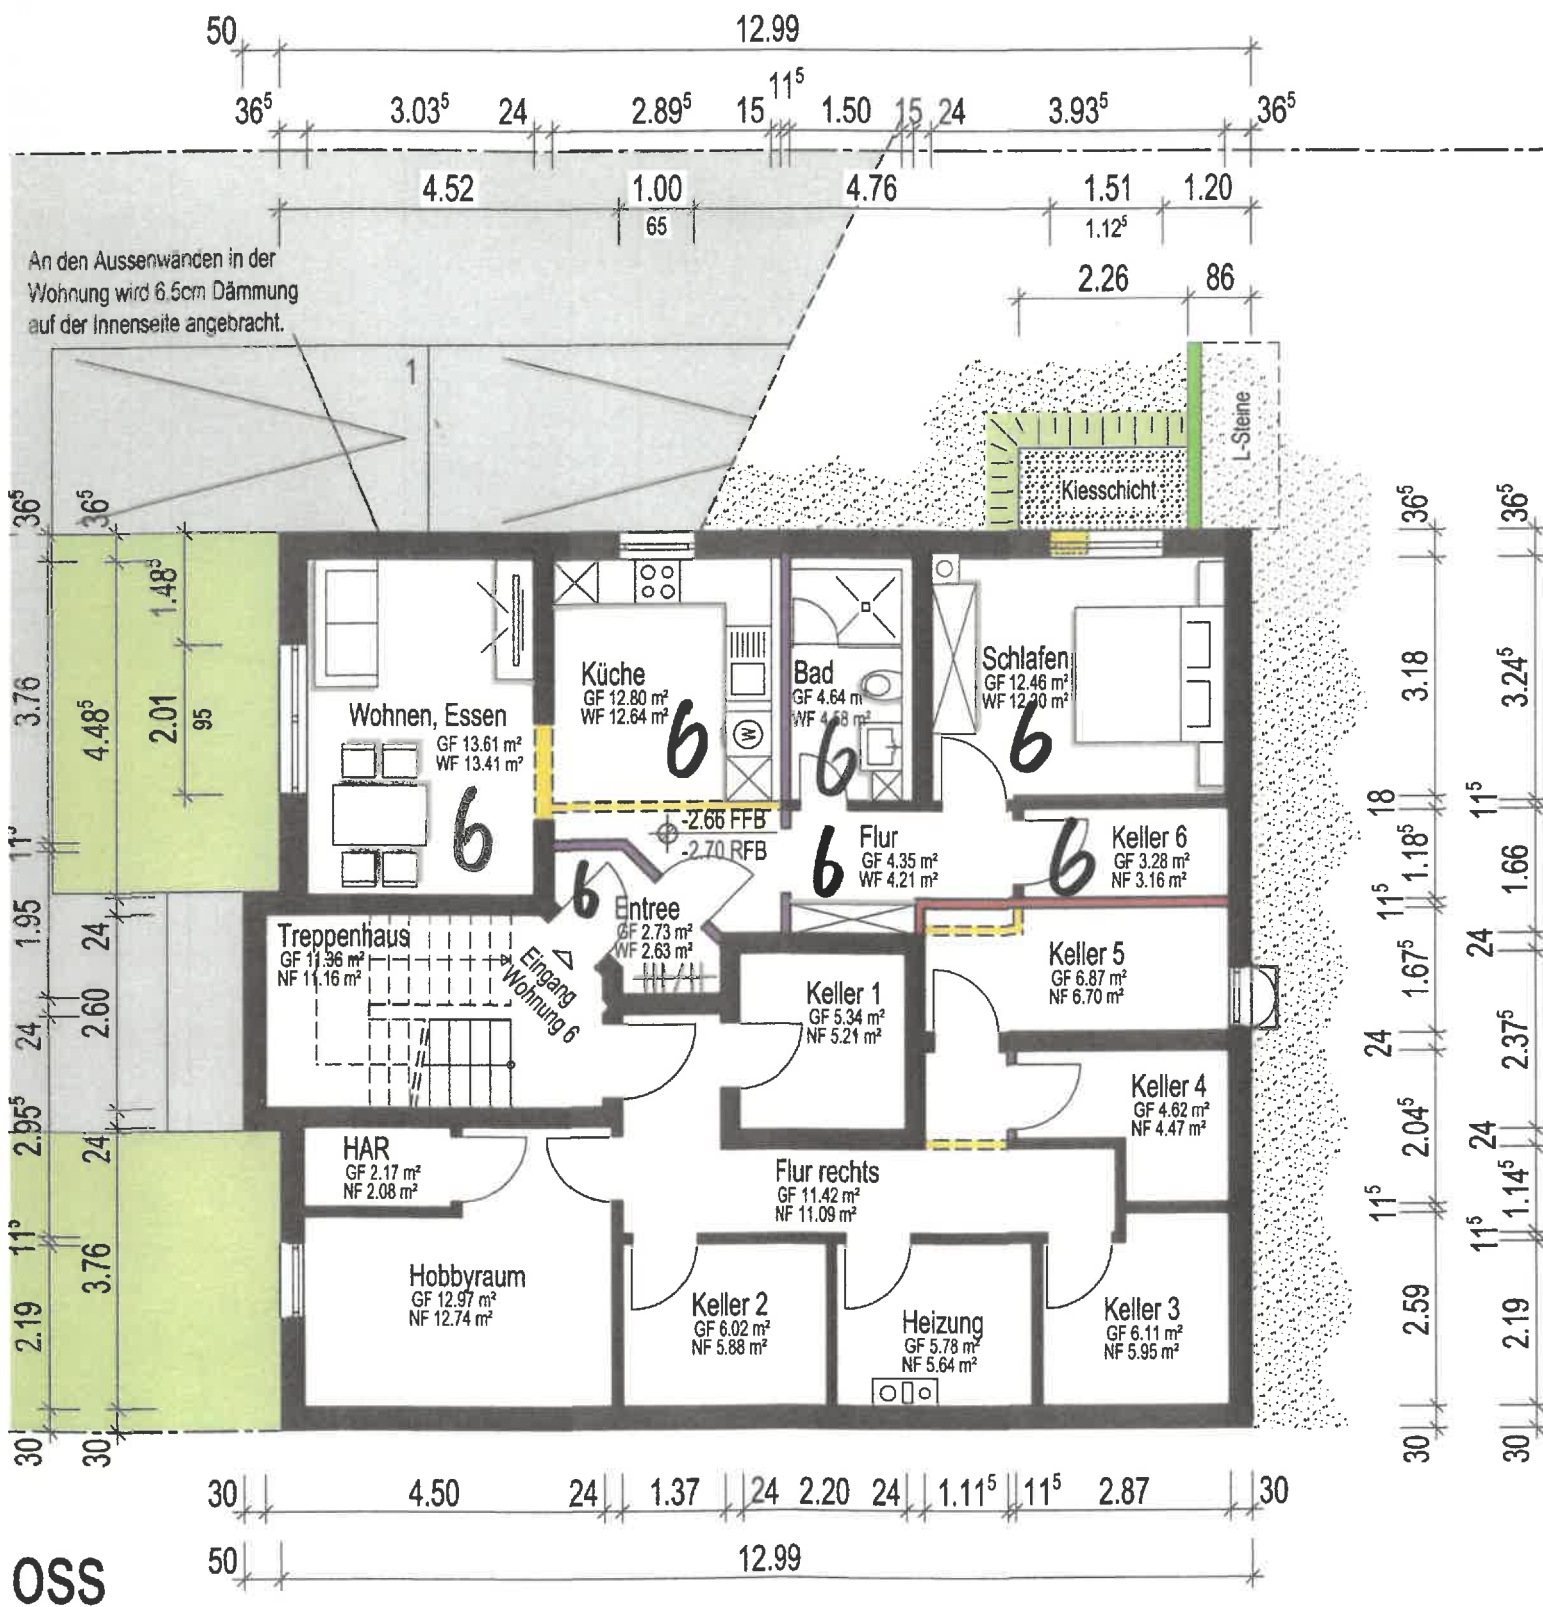 50 12.99
11⁵
36⁵ 3.03⁵ 24 2.89⁵ 15 1.50 15 24 3.93⁵ 36⁵
4.52 1.00 4.76 1.51 1.20
65 1.12⁵
2.26 86
An den Aussenwänden in der
Wohnung wird 6.5cm Dämmung
auf der Innenseite angebracht.
1
L-Steine
Kiesschicht
36⁵ 36⁵
3.76 4.48⁵ 1.48⁵
2.01
95
11⁵
1.95 24
2.60
24
2.95⁵ 24
11⁵
3.76
2.19
30 30
Wohnen, Essen
GF 13.61 m²
WF 13.41 m²
6
Küche
GF 12.80 m²
WF 12.64 m²
6
Bad
GF 4.64 m
WF 4.58 m²
6
Schlafen
GF 12.46 m²
WF 12.30 m²
6
-2.66 FFB
-2.70 RFB
Flur
GF 4.35 m²
WF 4.21 m²
6
Keller 6
GF 3.28 m²
NF 3.16 m²
6
6
Entree
GF 2.73 m²
WF 2.63 m²
Treppenhaus
GF 11.36 m²
NF 11.16 m²
Eingang
Wohnung 6
Keller 1
GF 5.34 m²
NF 5.21 m²
Keller 5
GF 6.87 m²
NF 6.70 m²
Keller 4
GF 4.62 m²
NF 4.47 m²
HAR
GF 2.17 m²
NF 2.08 m²
Flur rechts
GF 11.42 m²
NF 11.09 m²
Hobbyraum
GF 12.97 m²
NF 12.74 m²
Keller 2
GF 6.02 m²
NF 5.88 m²
Heizung
GF 5.78 m²
NF 5.64 m²
Keller 3
GF 6.11 m²
NF 5.95 m²
W
36⁵ 36⁵
3.18 3.24⁵
18 11⁵
1.18⁵ 1.66
11⁵
1.67⁵ 24
24 2.37⁵
2.04⁵ 24
11⁵ 1.14⁵
11⁵
2.59 2.19
30 30
30 4.50 24 1.37 24 2.20 24 1.11⁵ 11⁵ 2.87 30
50 12.99
OSS